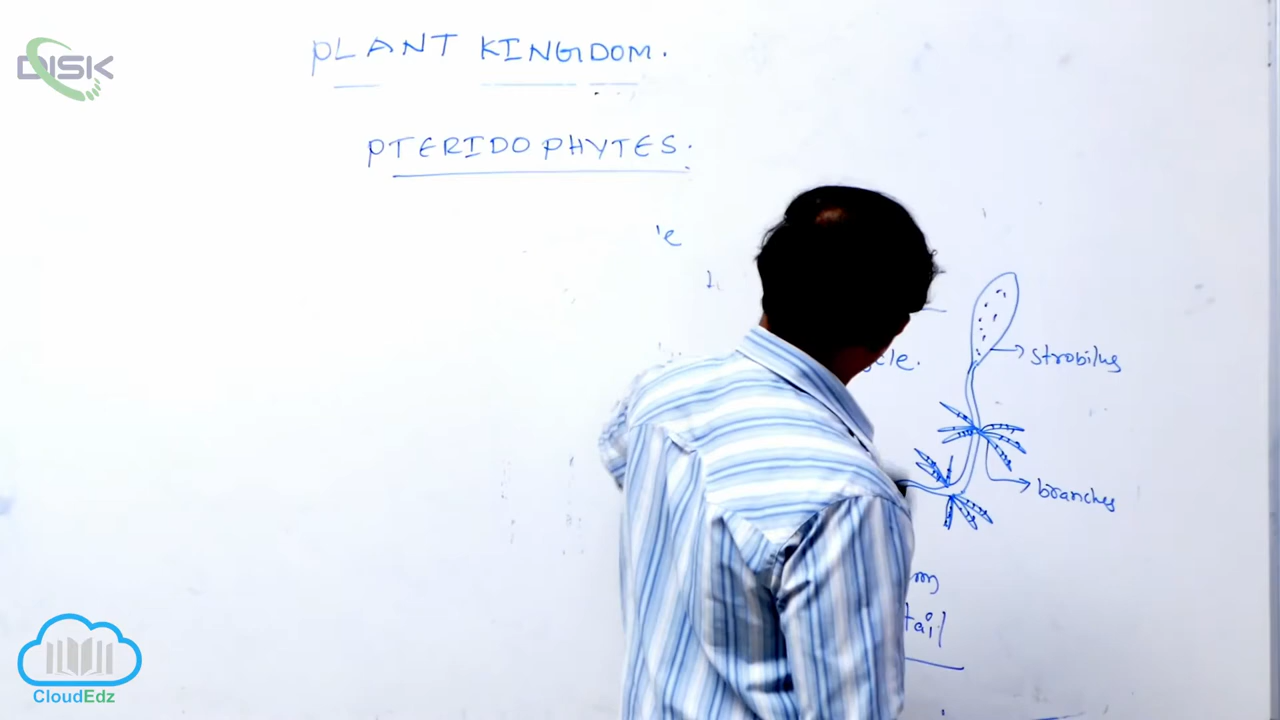 DISK
PLANT KINGDOM.
PTERIDOPHYTES.
strobilus
branches
tail
CloudEdz